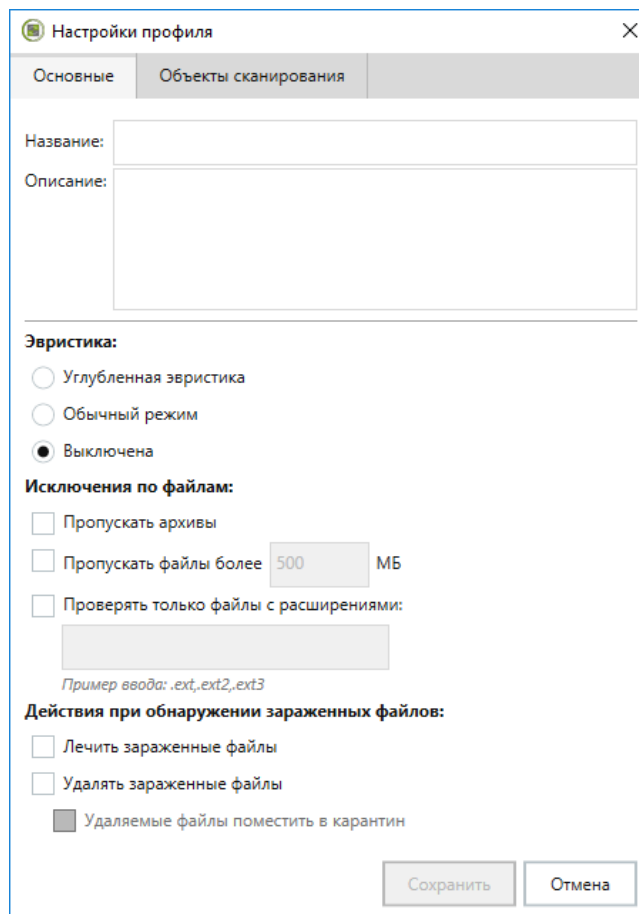 Настройки профиля
Основные Объекты сканирования
Название:
Описание:
Эвристика:
Углубленная эвристика
Обычный режим
Выключена
Исключения по файлам:
Пропускать архивы
Пропускать файлы более 500 МБ
Проверять только файлы с расширениями:
Пример ввода: .ext,.ext2,.ext3
Действия при обнаружении зараженных файлов:
Лечить зараженные файлы
Удалять зараженные файлы
Удаляемые файлы поместить в карантин
Сохранить Отмена